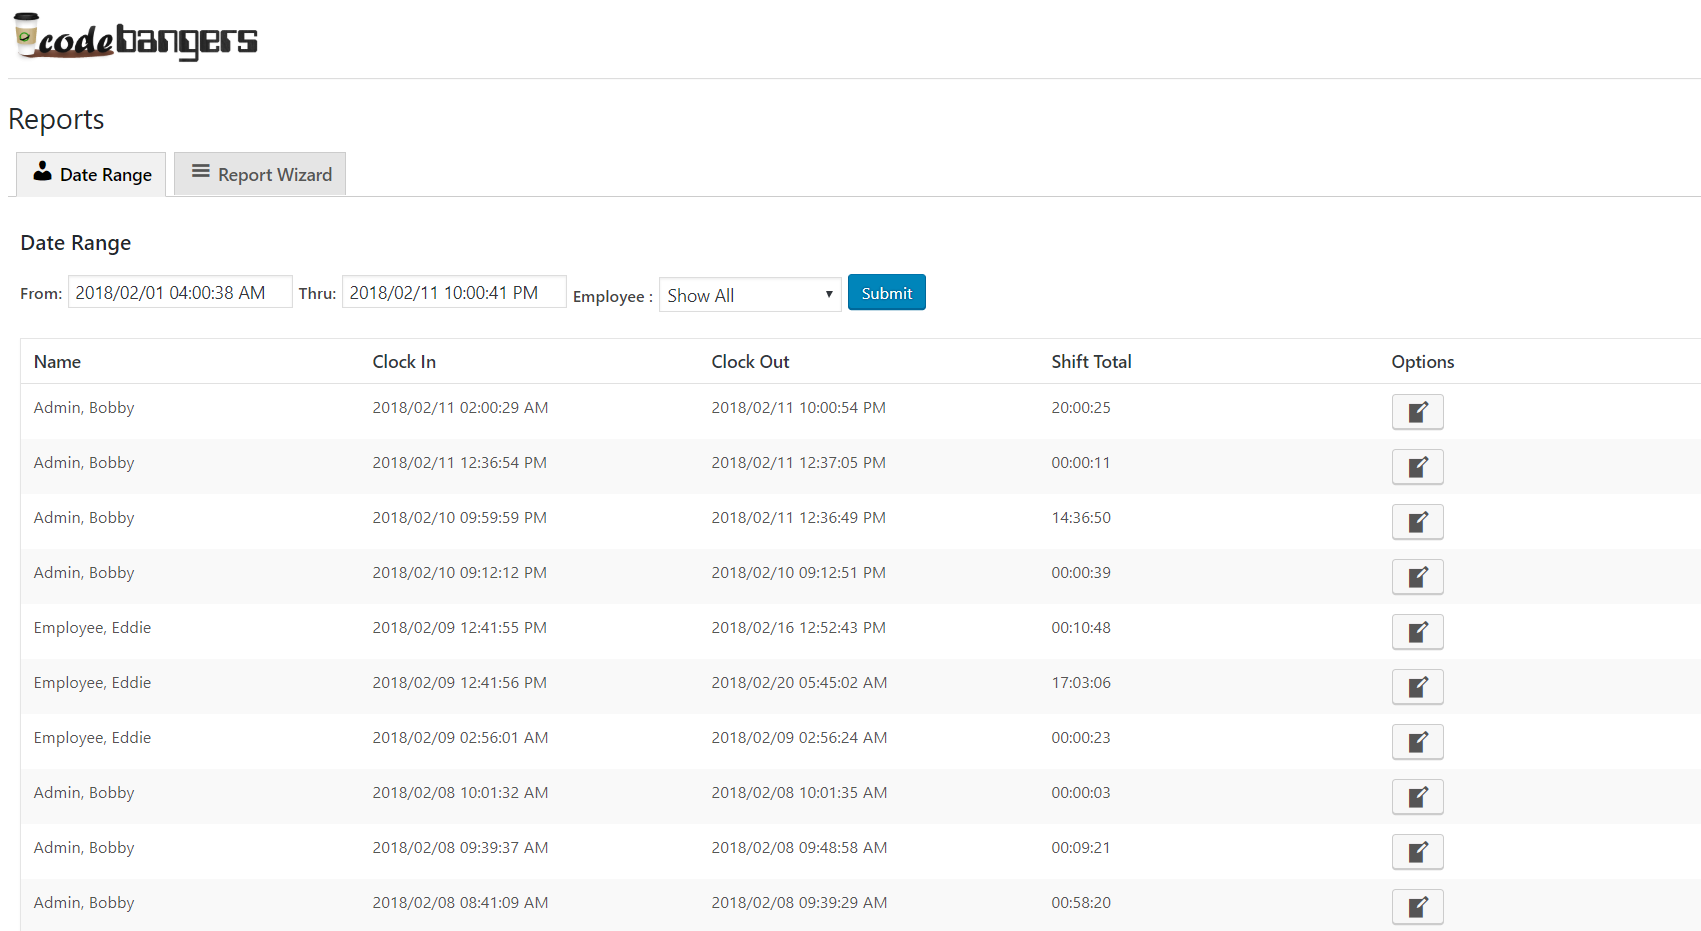 codebangers
Reports
Date Range Report Wizard
Date Range
From: 2018/02/01 04:00:38 AM Thru: 2018/02/11 10:00:41 PM Employee : Show All Submit
Name Clock In Clock Out Shift Total Options
Admin, Bobby 2018/02/11 02:00:29 AM 2018/02/11 10:00:54 PM 20:00:25
Admin, Bobby 2018/02/11 12:36:54 PM 2018/02/11 12:37:05 PM 00:00:11
Admin, Bobby 2018/02/10 09:59:59 PM 2018/02/11 12:36:49 PM 14:36:50
Admin, Bobby 2018/02/10 09:12:12 PM 2018/02/10 09:12:51 PM 00:00:39
Employee, Eddie 2018/02/09 12:41:55 PM 2018/02/16 12:52:43 PM 00:10:48
Employee, Eddie 2018/02/09 12:41:56 PM 2018/02/20 05:45:02 AM 17:03:06
Employee, Eddie 2018/02/09 02:56:01 AM 2018/02/09 02:56:24 AM 00:00:23
Admin, Bobby 2018/02/08 10:01:32 AM 2018/02/08 10:01:35 AM 00:00:03
Admin, Bobby 2018/02/08 09:39:37 AM 2018/02/08 09:48:58 AM 00:09:21
Admin, Bobby 2018/02/08 08:41:09 AM 2018/02/08 09:39:29 AM 00:58:20